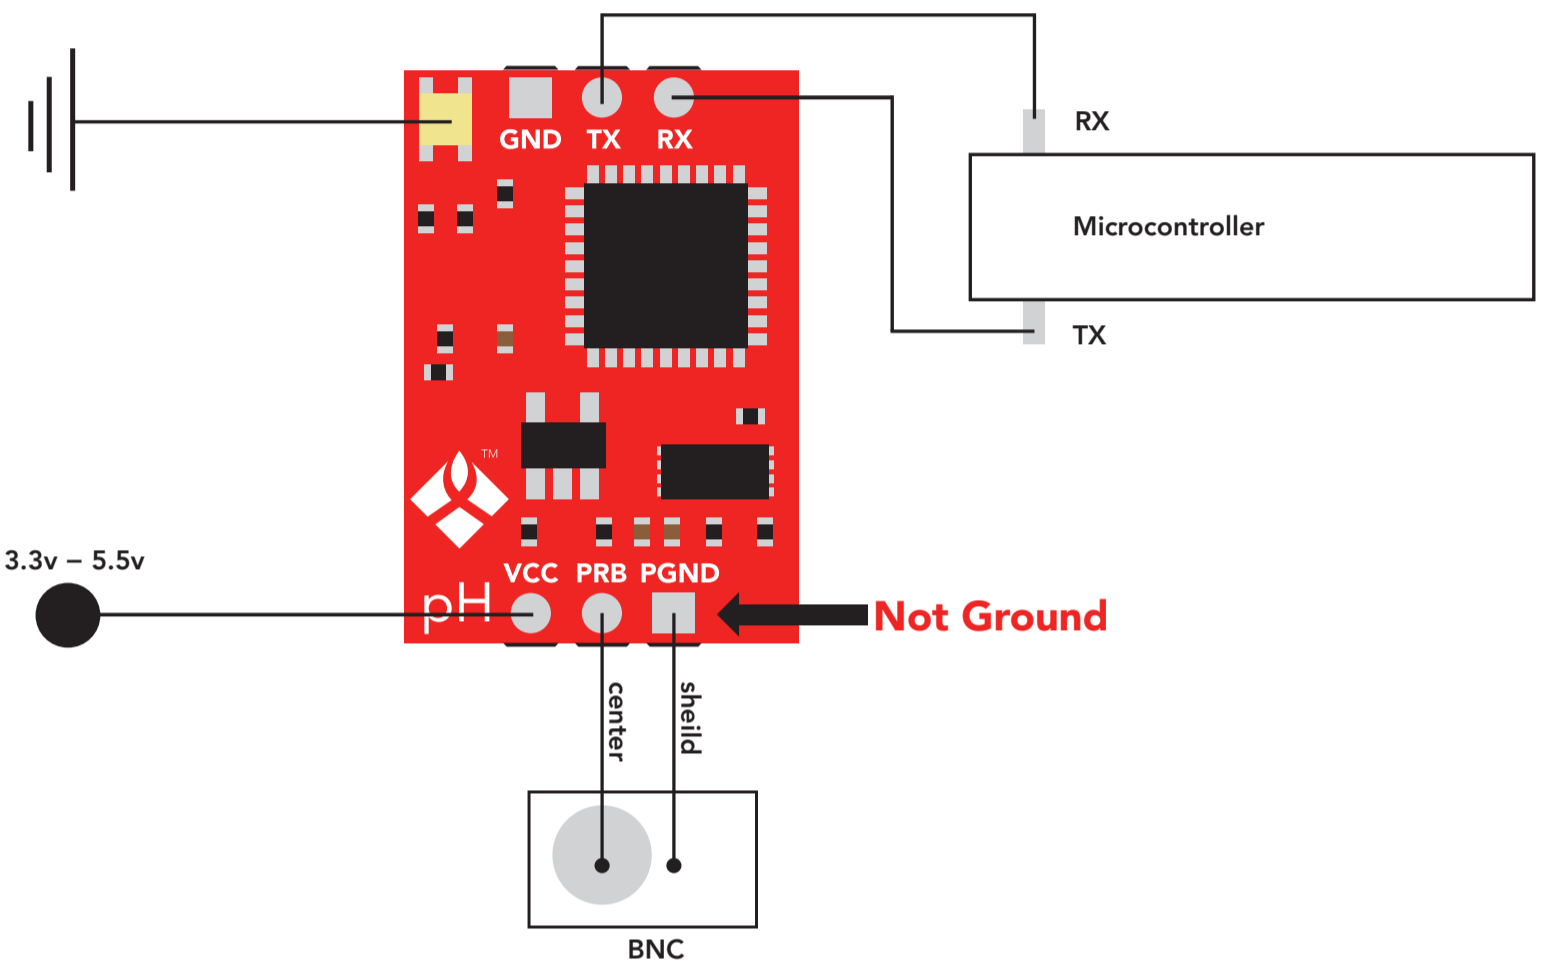 RX
GND TX RX
Microcontroller
TX
TM
3.3v – 5.5v
VCC PRB PGND
pH
Not Ground
center
sheild
BNC